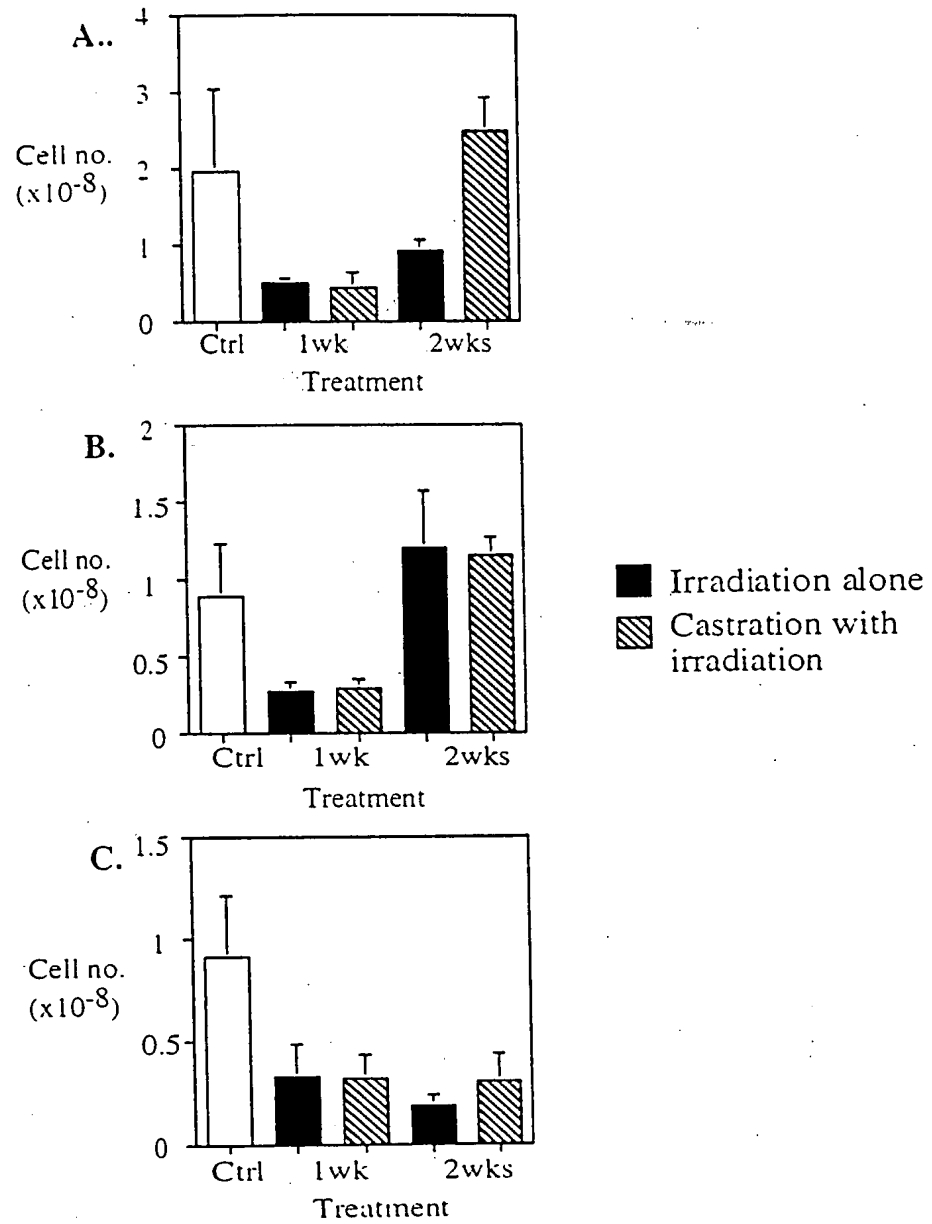 A..
4
3
2
1
0
Cell no.
(x10-8)
Ctrl 1wk 2wks
Treatment
B.
2
1.5
1
0.5
0
Cell no.
(x10-8)
Ctrl 1wk 2wks
Treatment
Irradiation alone
Castration with
irradiation
C.
1.5
1
0.5
0
Cell no.
(x10-8)
Ctrl 1wk 2wks
Treatment